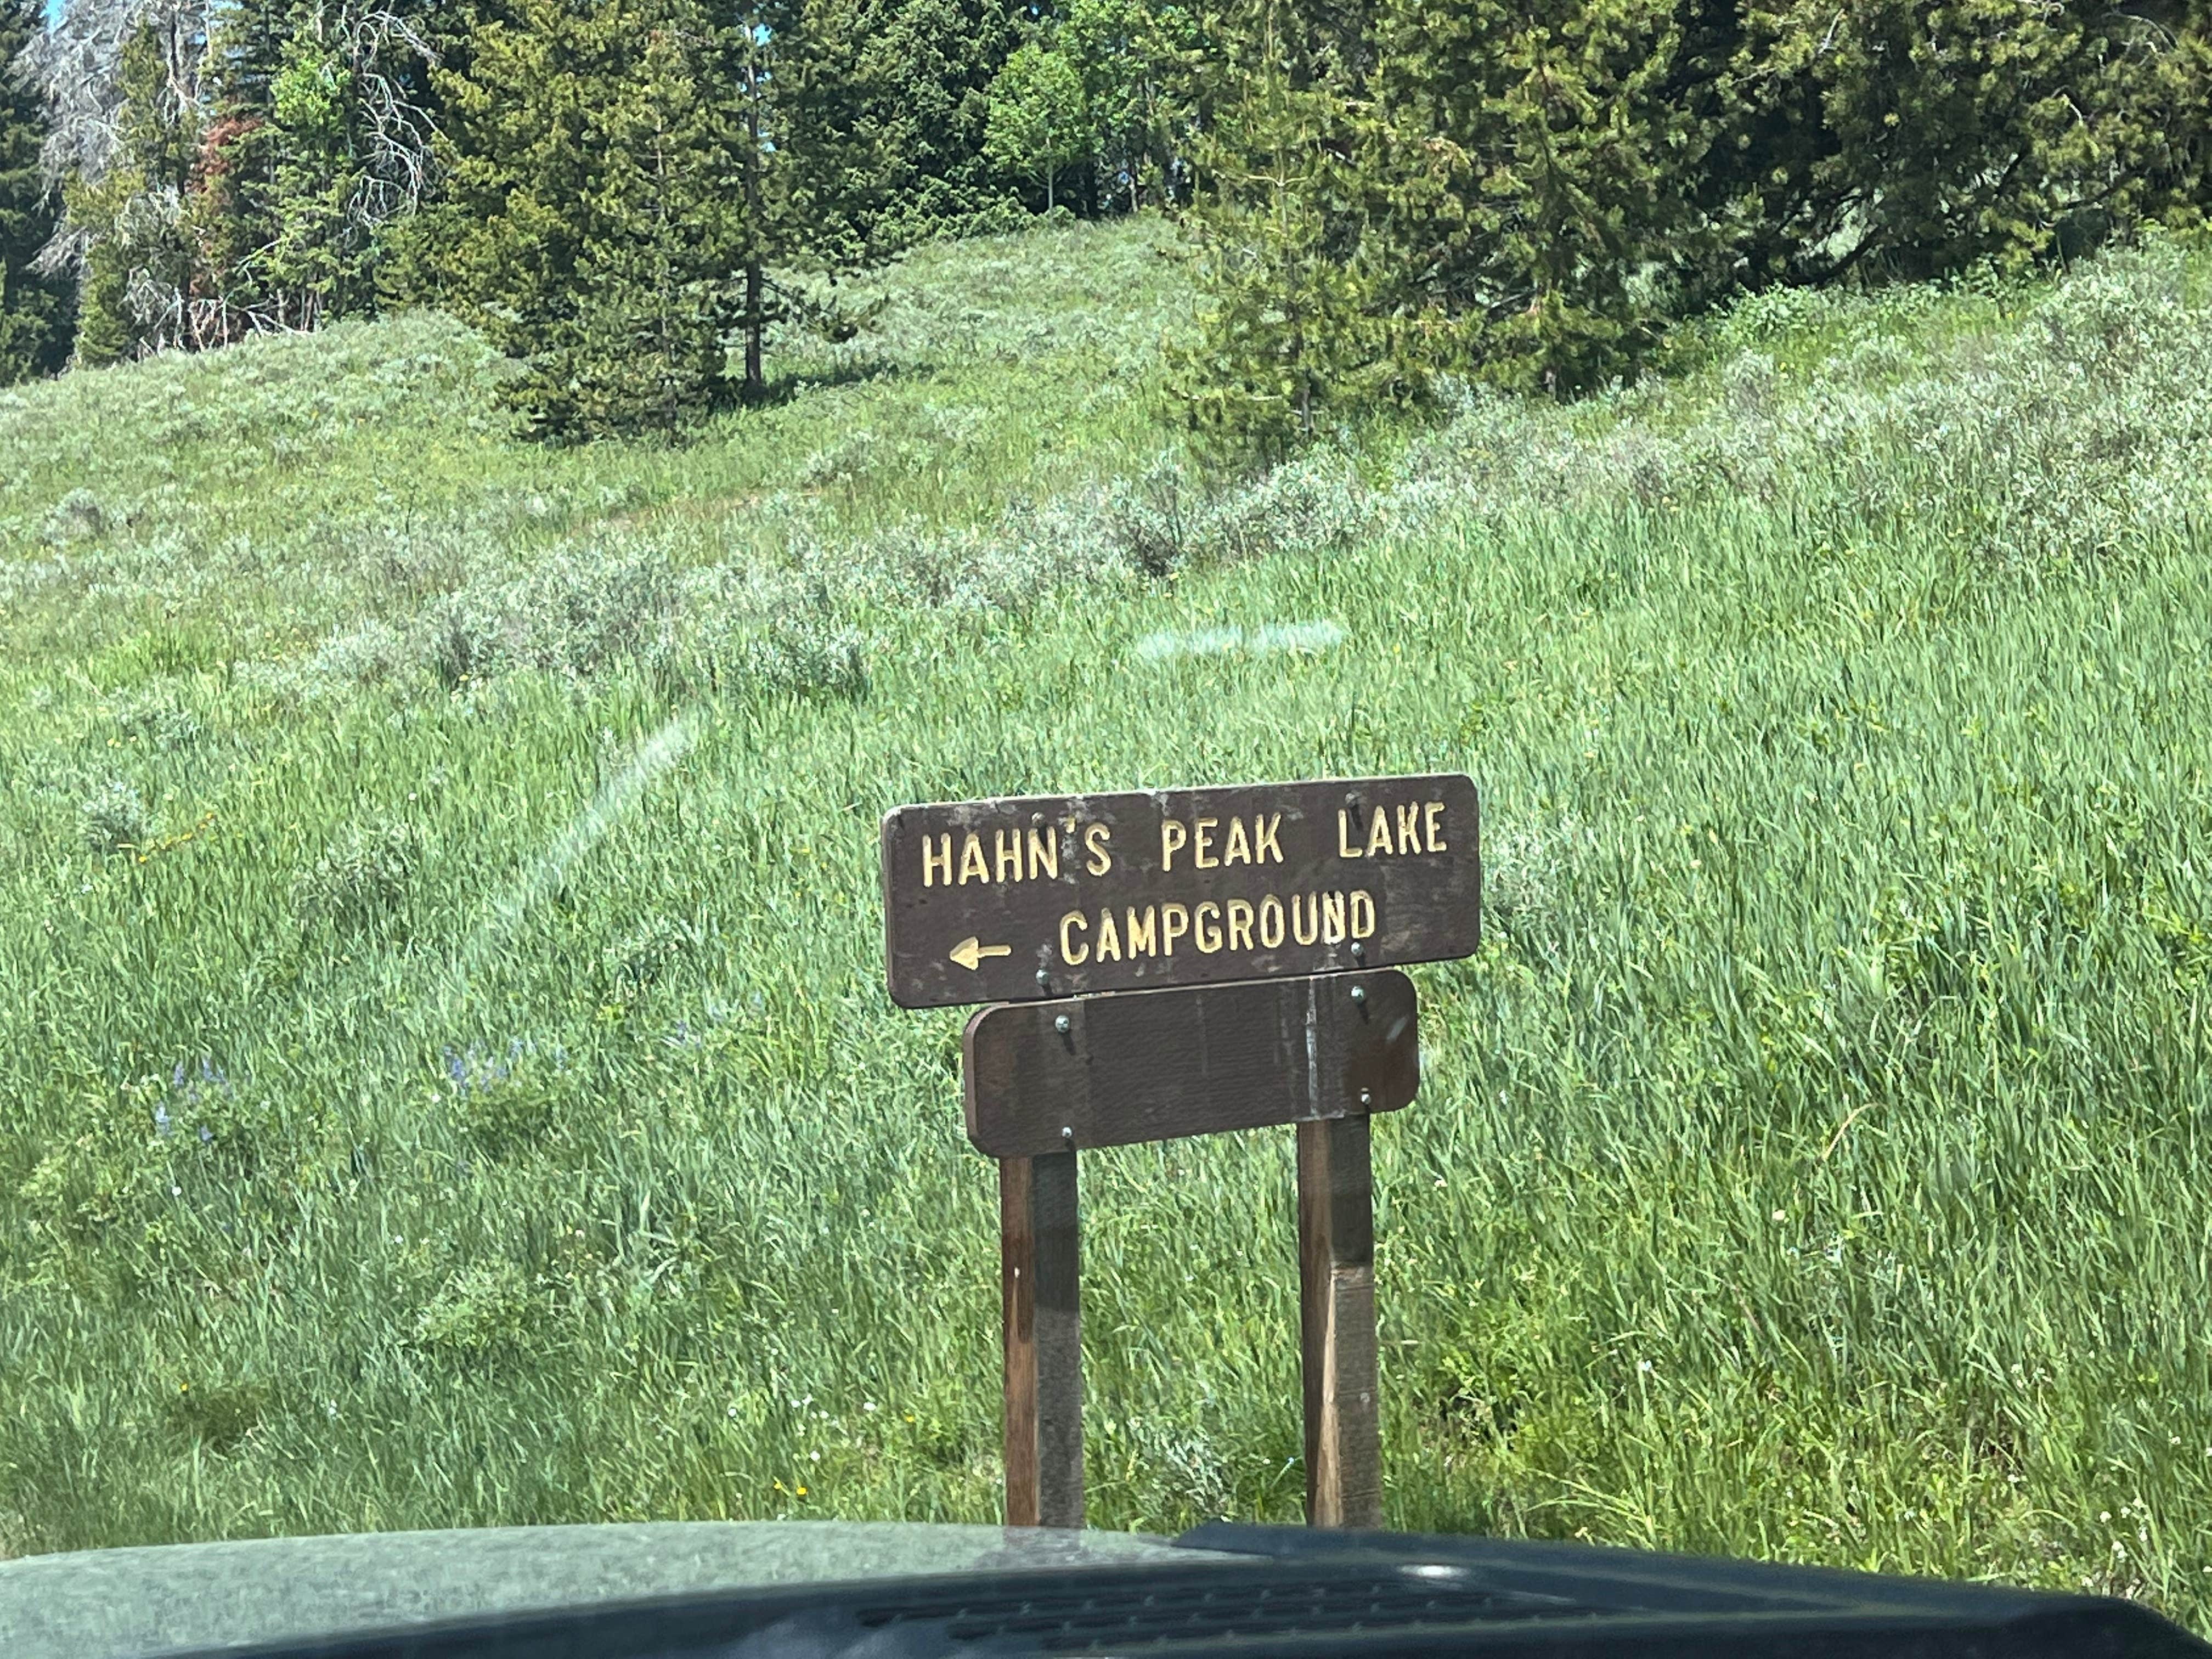 HAHN'S PEAK LAKE
← CAMPGROUND